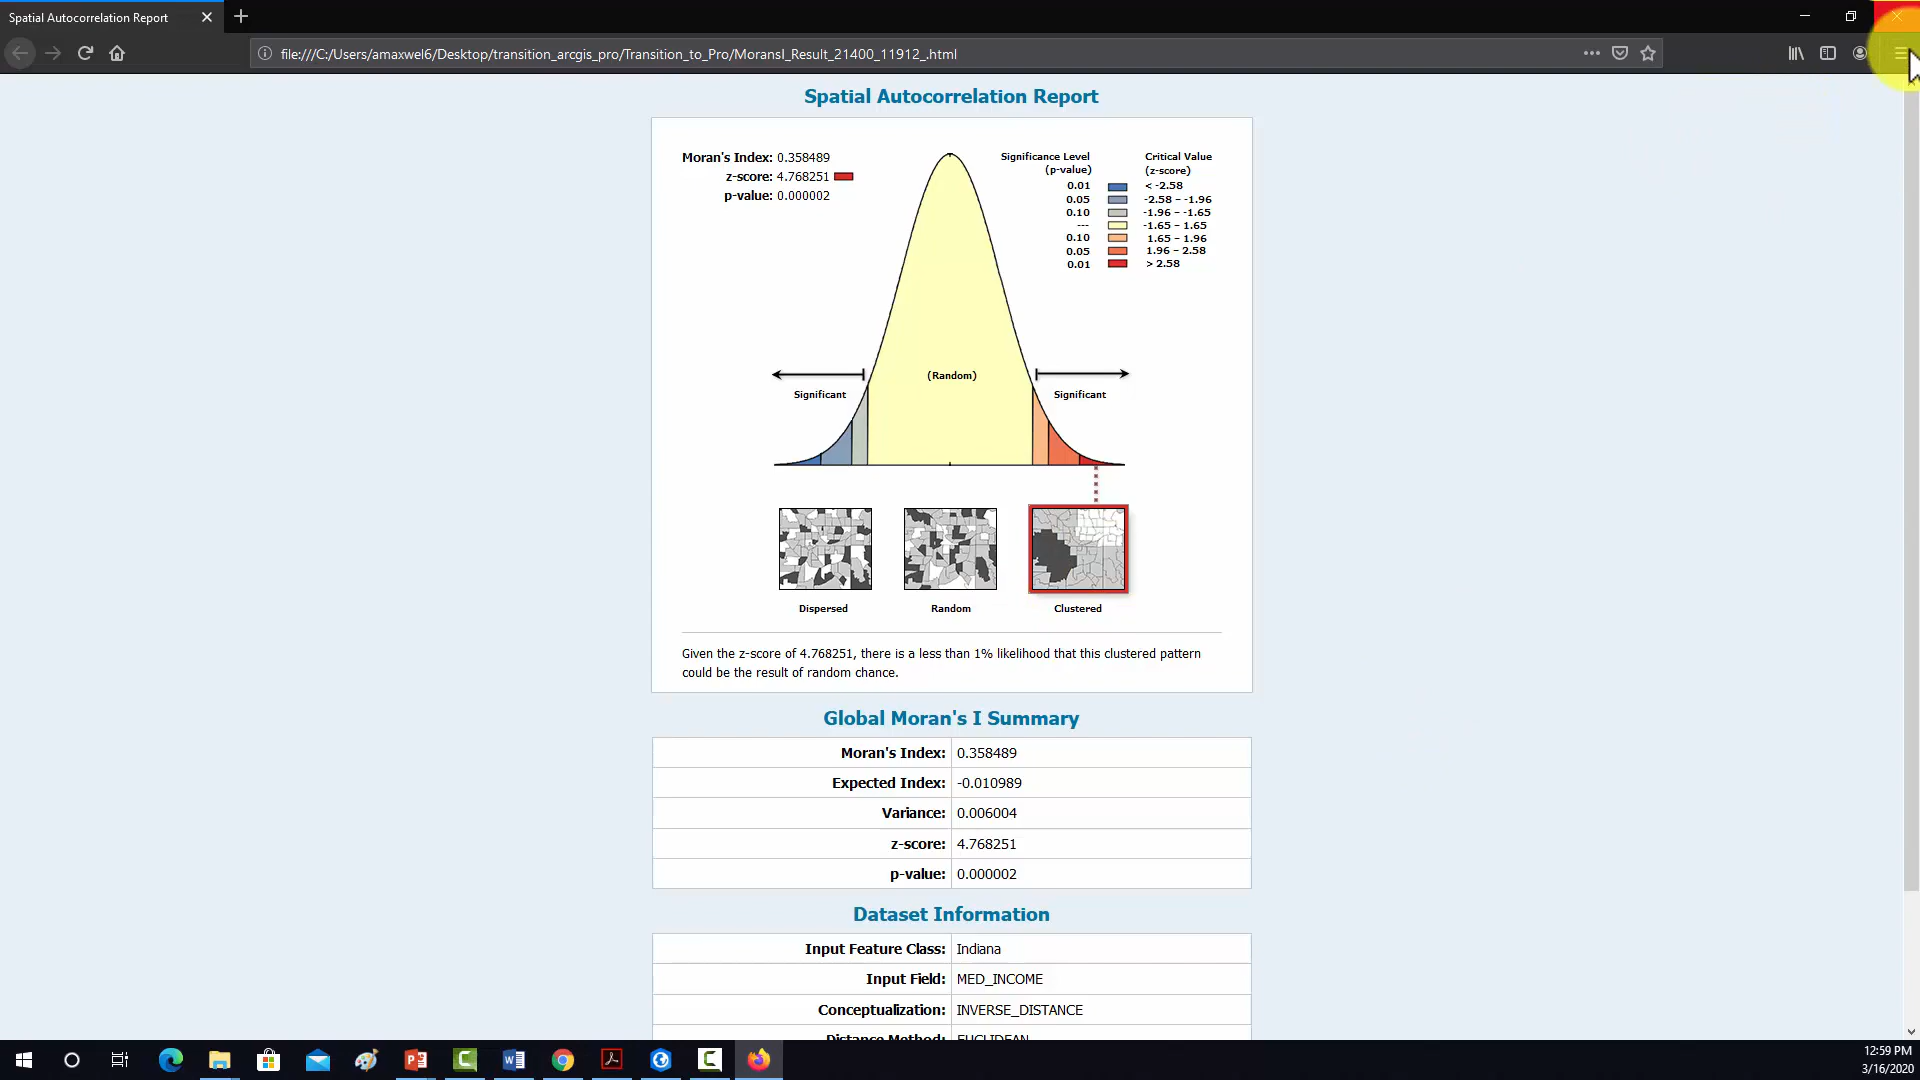 Spatial Autocorrelation Report
file:///C:/Users/amaxwel6/Desktop/transition_arcgis_pro/Transition_to_Pro/MoransI_Result_21400_11912_.html
Spatial Autocorrelation Report
Moran's Index: 0.358489
z-score: 4.768251
p-value: 0.000002
Significance Level
(p-value)
Critical Value
(z-score)
0.01 < -2.58
0.05 -2.58 – -1.96
0.10 -1.96 – -1.65
--- -1.65 – 1.65
0.10 1.65 – 1.96
0.05 1.96 – 2.58
0.01 > 2.58
(Random)
Significant Significant
Dispersed Random Clustered
Given the z-score of 4.768251, there is a less than 1% likelihood that this clustered pattern
could be the result of random chance.
Global Moran's I Summary
Moran's Index: 0.358489
Expected Index: -0.010989
Variance: 0.006004
z-score: 4.768251
p-value: 0.000002
Dataset Information
Input Feature Class: Indiana
Input Field: MED_INCOME
Conceptualization: INVERSE_DISTANCE
Distance Method: EUCLIDEAN
12:59 PM
3/16/2020